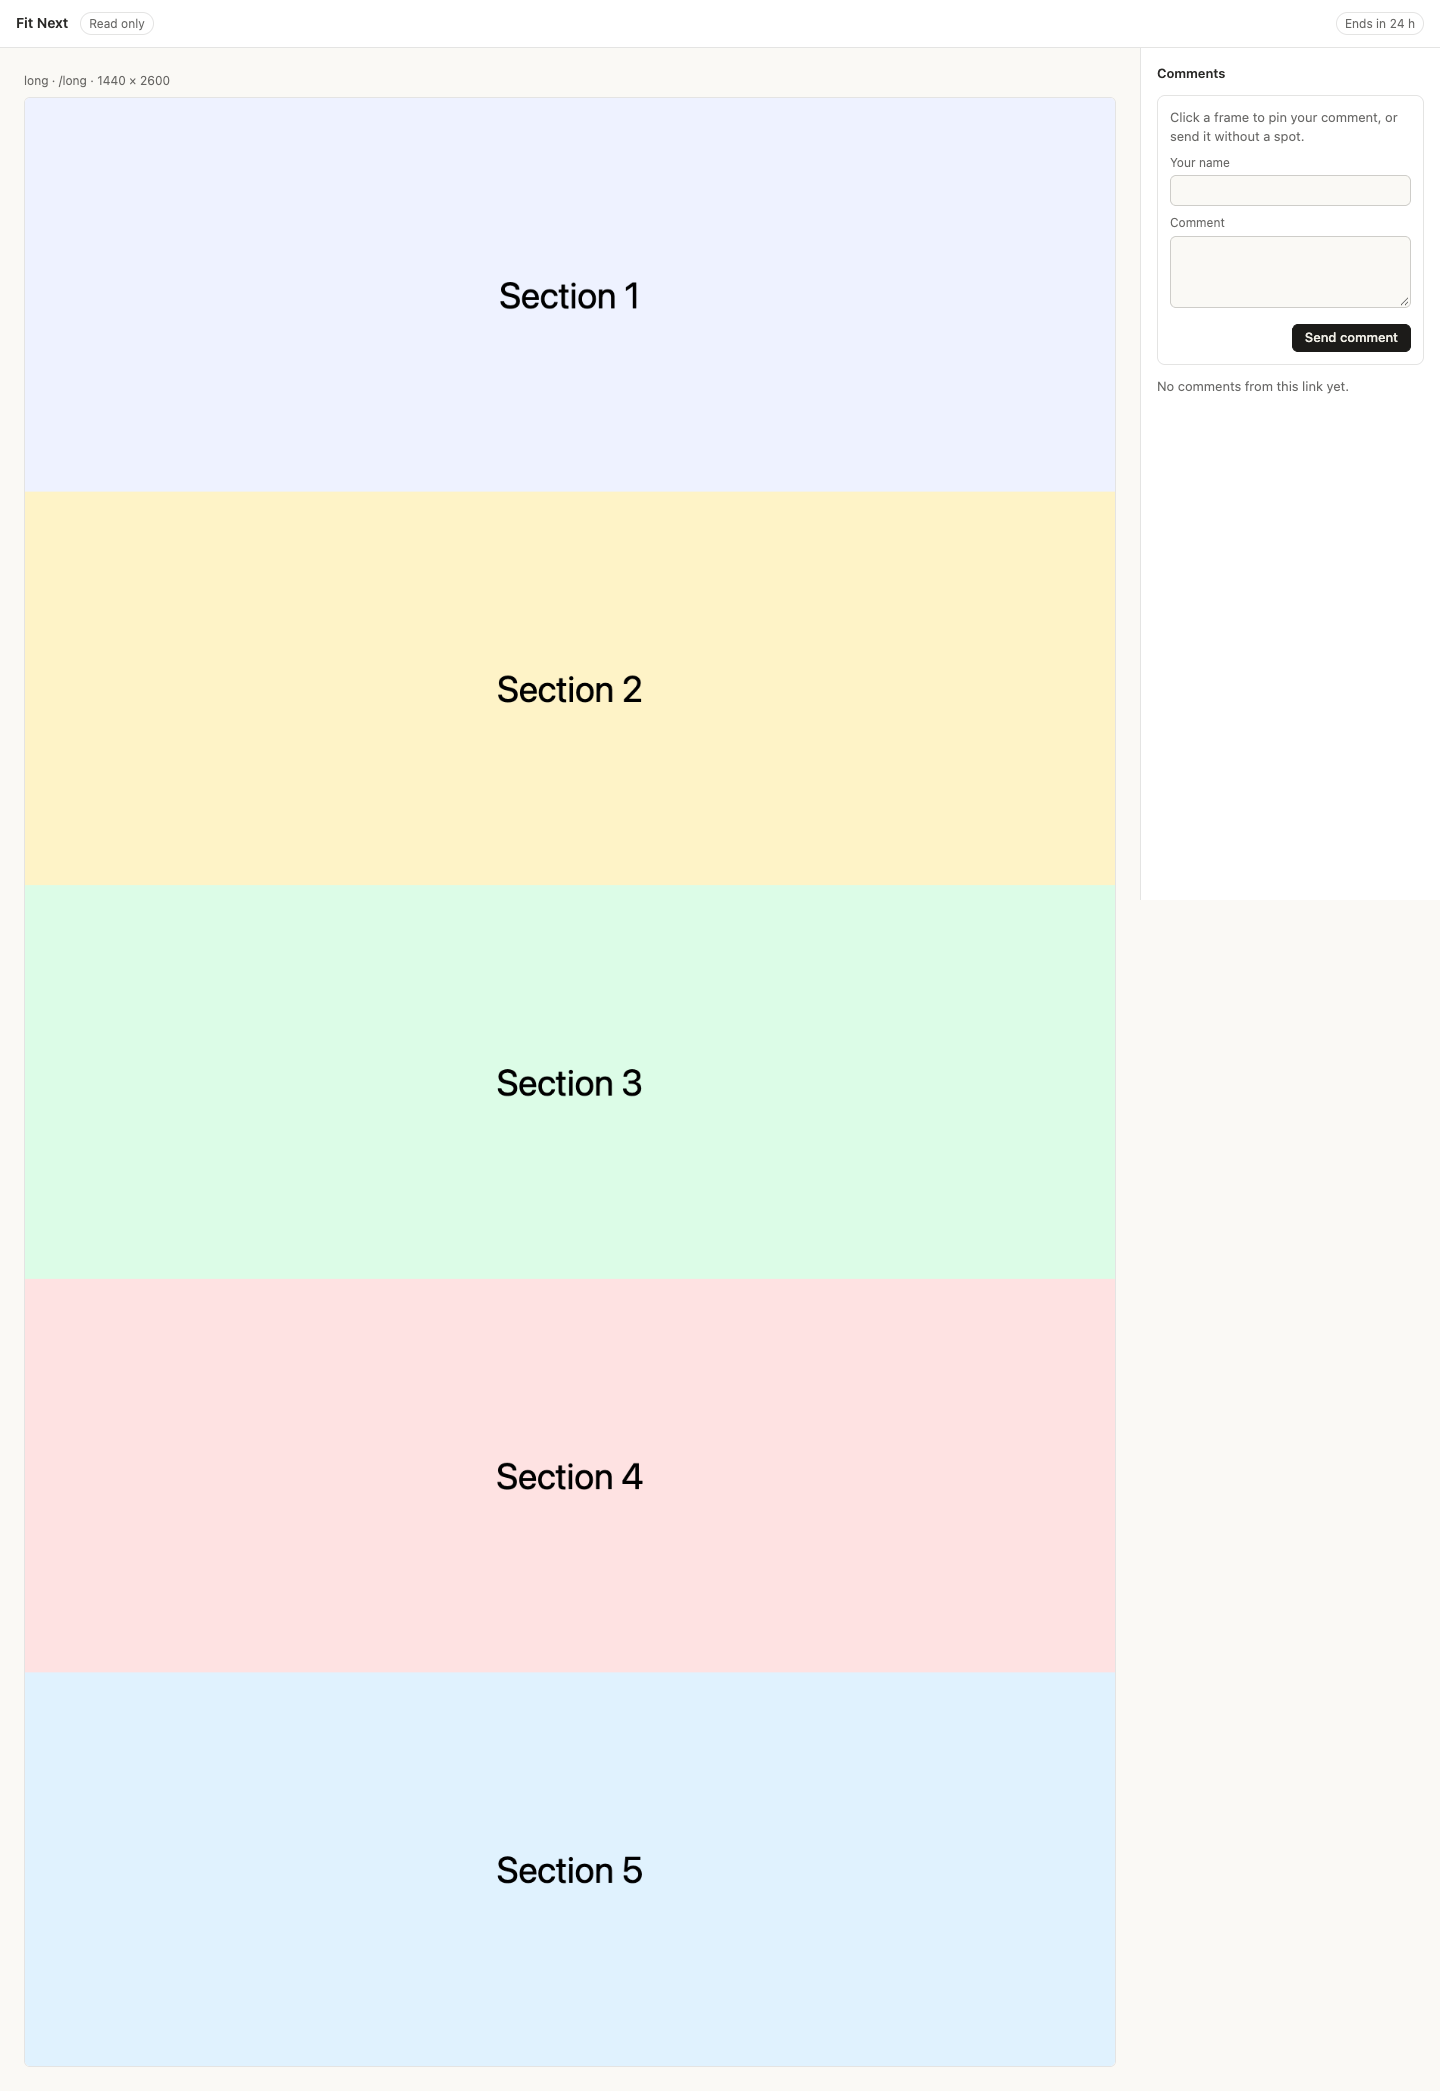 Fit Next
Read only
Ends in 24 h
long · /long · 1440 × 2600
Section 1
Section 2
Section 3
Section 4
Section 5
Comments
Click a frame to pin your comment, or
send it without a spot.
Your name
Comment
Send comment
No comments from this link yet.